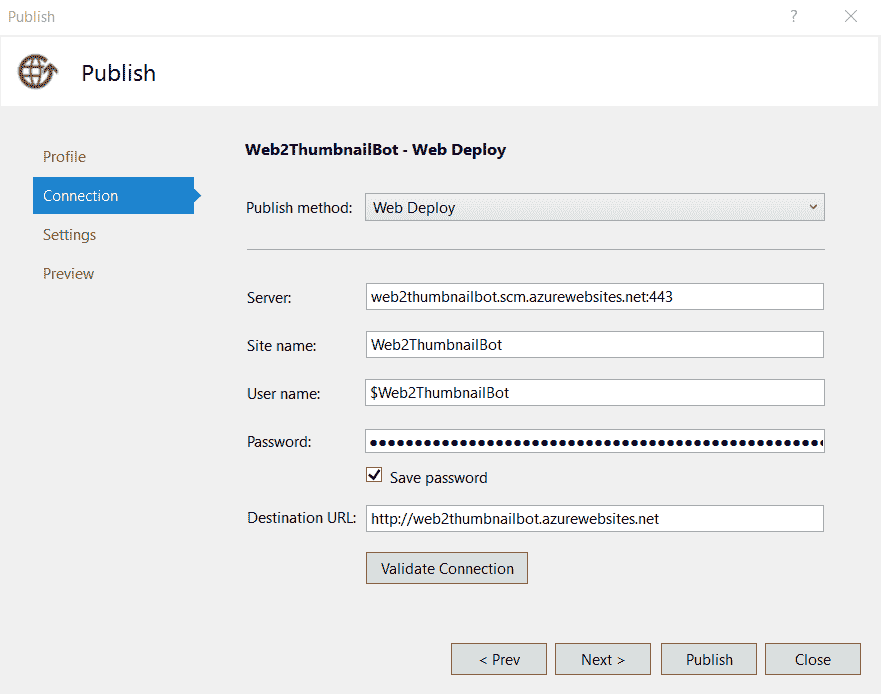 Publish
?
Publish
Profile
Connection
Settings
Preview
Web2ThumbnailBot - Web Deploy
Publish method: Web Deploy
Server: web2thumbnailbot.scm.azurewebsites.net:443
Site name: Web2ThumbnailBot
User name: $Web2ThumbnailBot
Password: ●●●●●●●●●●●●●●●●●●●●●●●●●●●●●●●●●●●●●●●●●●●●●●●●●●●
Save password
Destination URL: http://web2thumbnailbot.azurewebsites.net
Validate Connection
< Prev Next > Publish Close